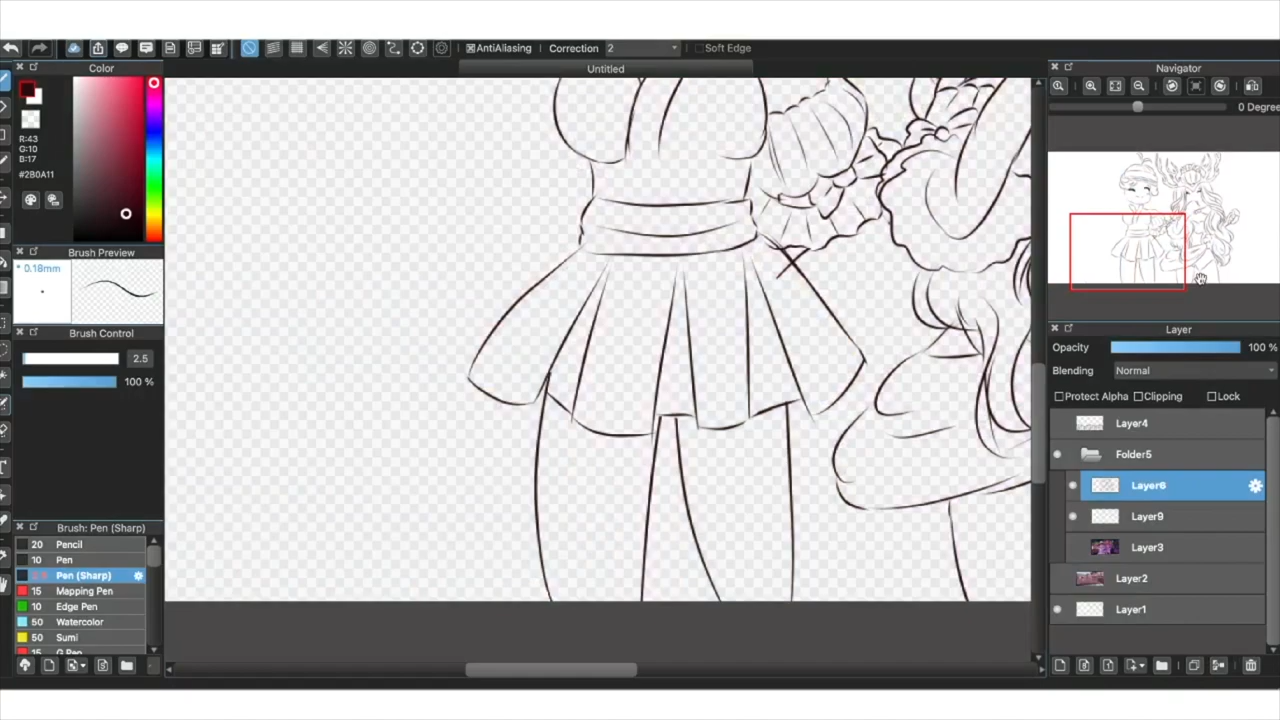 AntiAliasing Correction 2 Soft Edge
Color
Untitled
Navigator
R:43
G:10
B:17
#2B0A11
0 Degree
Brush Preview
* 0.18mm
Brush Control
2.5
100 %
Layer
Opacity 100 %
Blending Normal
Protect Alpha Clipping Lock
Layer4
Folder5
Layer6
Layer9
Layer3
Layer2
Layer1
Brush: Pen (Sharp)
20 Pencil
10 Pen
Pen (Sharp)
15 Mapping Pen
10 Edge Pen
50 Watercolor
50 Sumi
15 G Pen